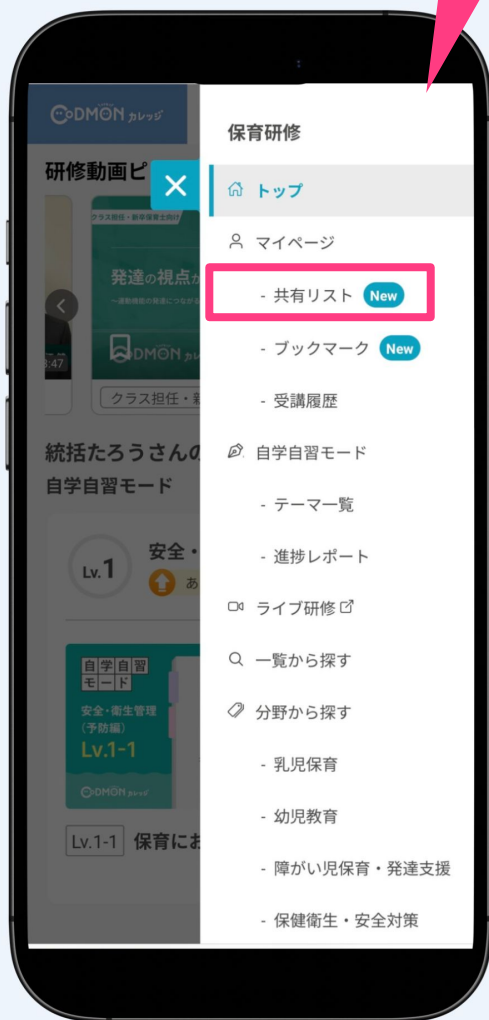 CoDMON カレッジ
保育研修
研修動画ピ
トップ
マイページ
クラス担任・新卒保育士向け
発達の視点か
- 共有リスト New
CODMON
- ブックマーク New
3:47
クラス担任・新
- 受講履歴
統括たろうさんの
自学自習モード
自学自習モード
- テーマ一覧
- 進捗レポート
Lv.1
安全・
あ
ライブ研修
一覧から探す
自学自習
モード
安全・衛生管理
(予防編)
Lv.1-1
CODMON カレッジ
分野から探す
- 乳児保育
- 幼児教育
Lv.1-1 保育にお
- 障がい児保育・発達支援
- 保健衛生・安全対策